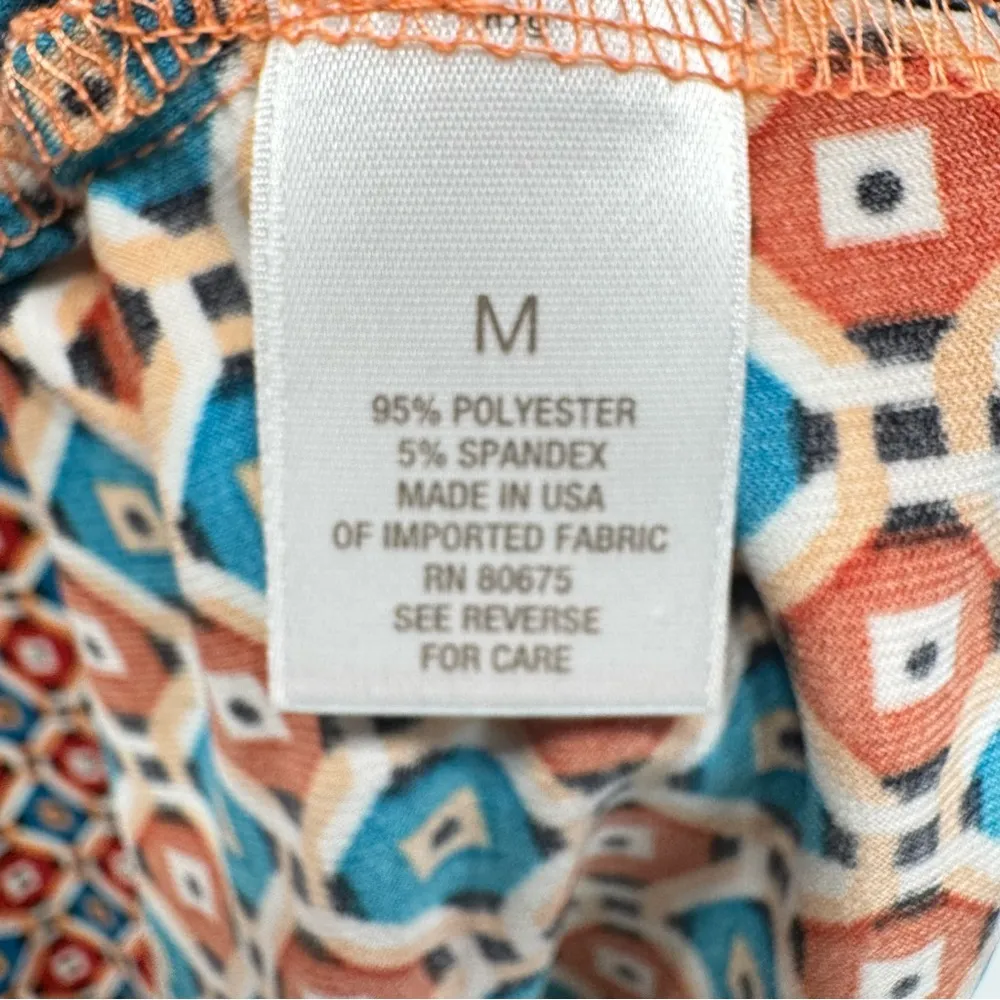 M
95% POLYESTER
5% SPANDEX
MADE IN USA
OF IMPORTED FABRIC
RN 80675
SEE REVERSE
FOR CARE